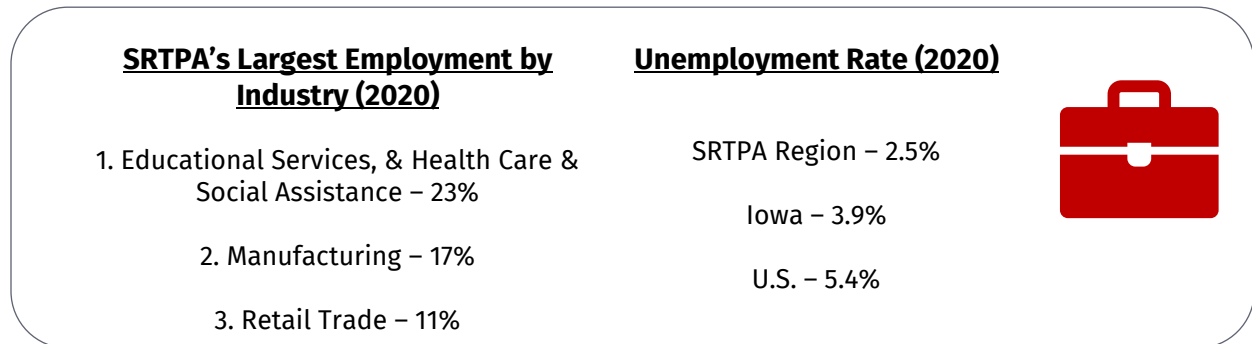 SRTPA's Largest Employment by
Industry (2020)
1. Educational Services, & Health Care &
Social Assistance – 23%
2. Manufacturing – 17%
3. Retail Trade – 11%
Unemployment Rate (2020)
SRTPA Region – 2.5%
Iowa – 3.9%
U.S. – 5.4%